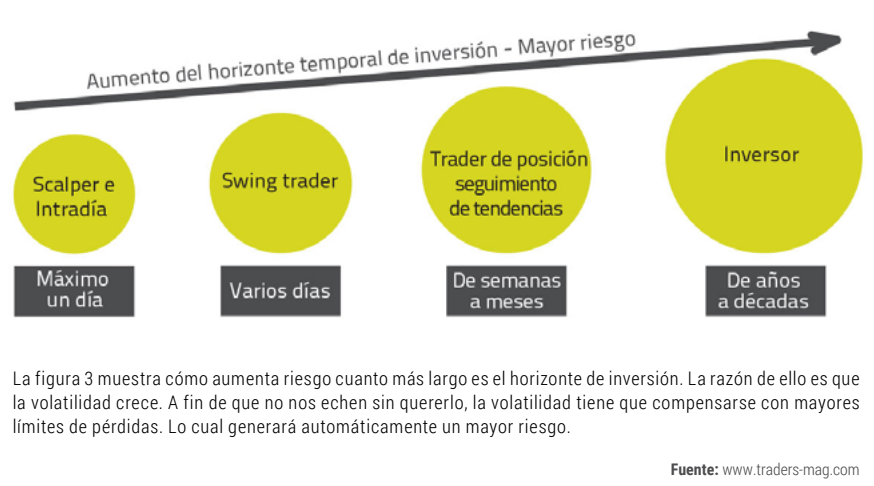 Aumento del horizonte temporal de inversión - Mayor riesgo
Scalper e
Intradía
Swing trader
Trader de posición
seguimiento
de tendencias
Inversor
Máximo
un día
Varios días
De semanas
a meses
De años
a décadas
La figura 3 muestra cómo aumenta riesgo cuanto más largo es el horizonte de inversión. La razón de ello es que
la volatilidad crece. A fin de que no nos echen sin quererlo, la volatilidad tiene que compensarse con mayores
límites de pérdidas. Lo cual generará automáticamente un mayor riesgo.
Fuente: www.traders-mag.com